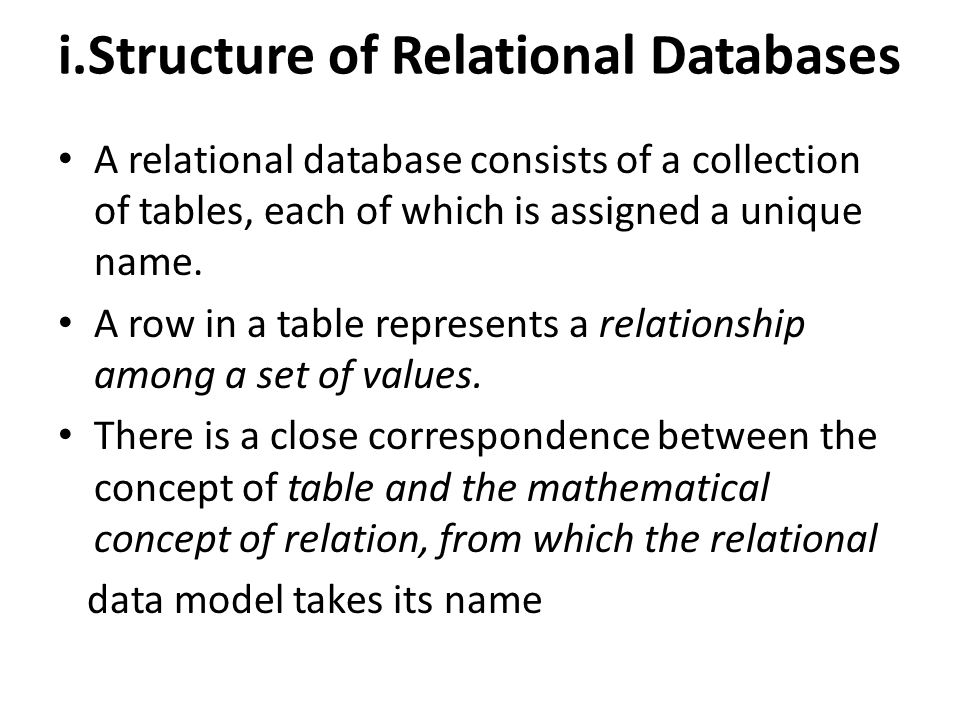 i.Structure of Relational Databases
• A relational database consists of a collection
of tables, each of which is assigned a unique
name.
• A row in a table represents a relationship
among a set of values.
• There is a close correspondence between the
concept of table and the mathematical
concept of relation, from which the relational
data model takes its name